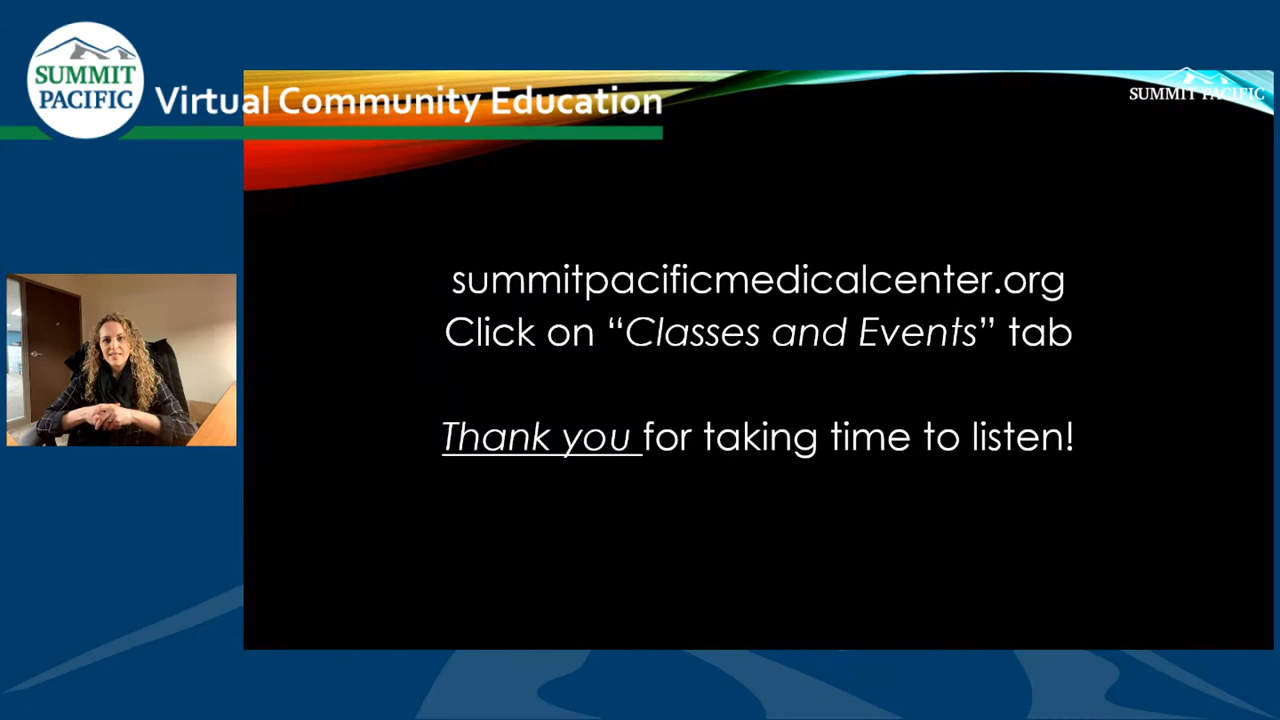 SUMMIT
PACIFIC
Virtual Community Education
SUMMIT PACIFIC
summitpacificmedicalcenter.org
Click on “Classes and Events” tab
Thank you for taking time to listen!